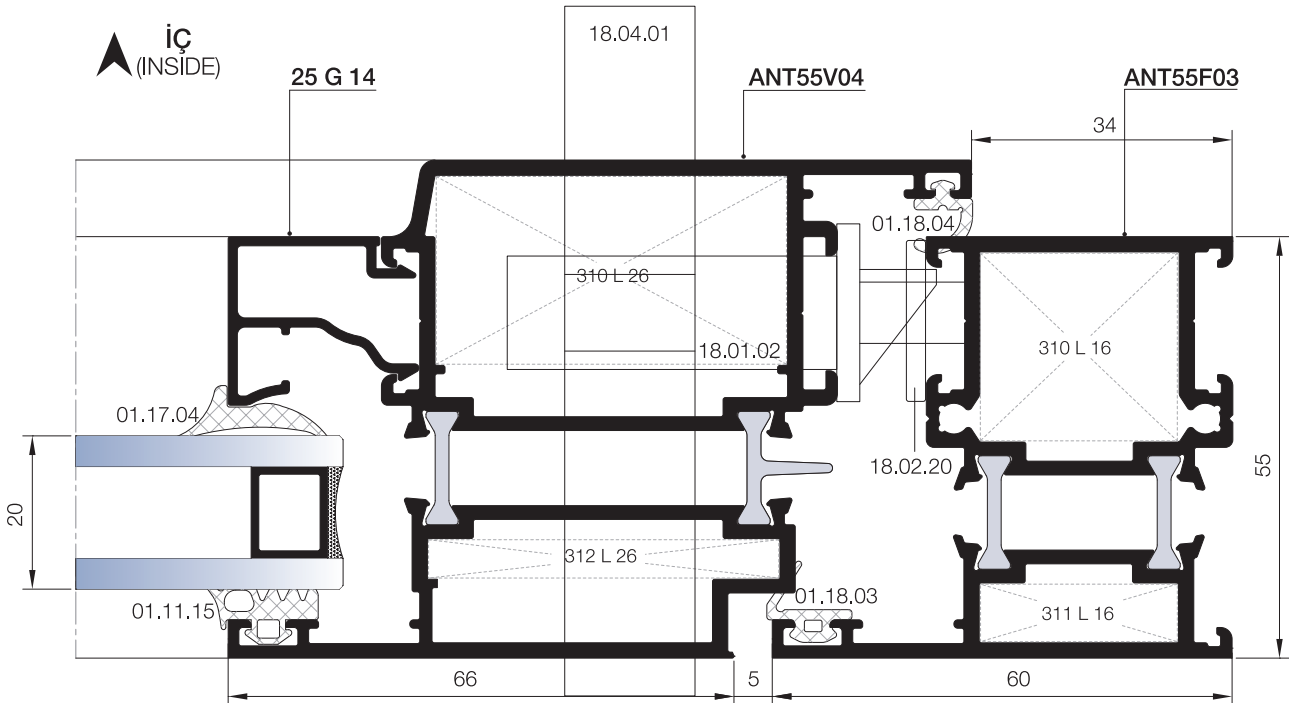 18.04.01
İÇ
(INSIDE)
25 G 14
ANT55V04
ANT55F03
34
01.18.04
310 L 26
18.01.02
310 L 16
01.17.04
18.02.20
55
20
312 L 26
01.11.15
01.18.03
311 L 16
66
5
60